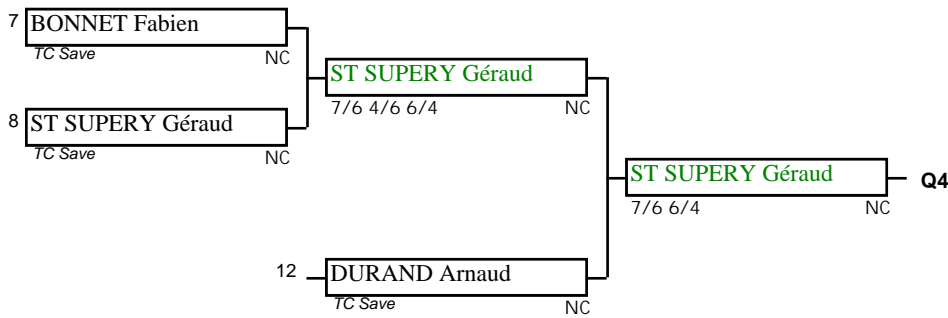 7 BONNET Fabien
TC Save NC
ST SUPERY Géraud
7/6 4/6 6/4 NC
8 ST SUPERY Géraud
TC Save NC
ST SUPERY Géraud Q4
7/6 6/4 NC
12 DURAND Arnaud
TC Save NC